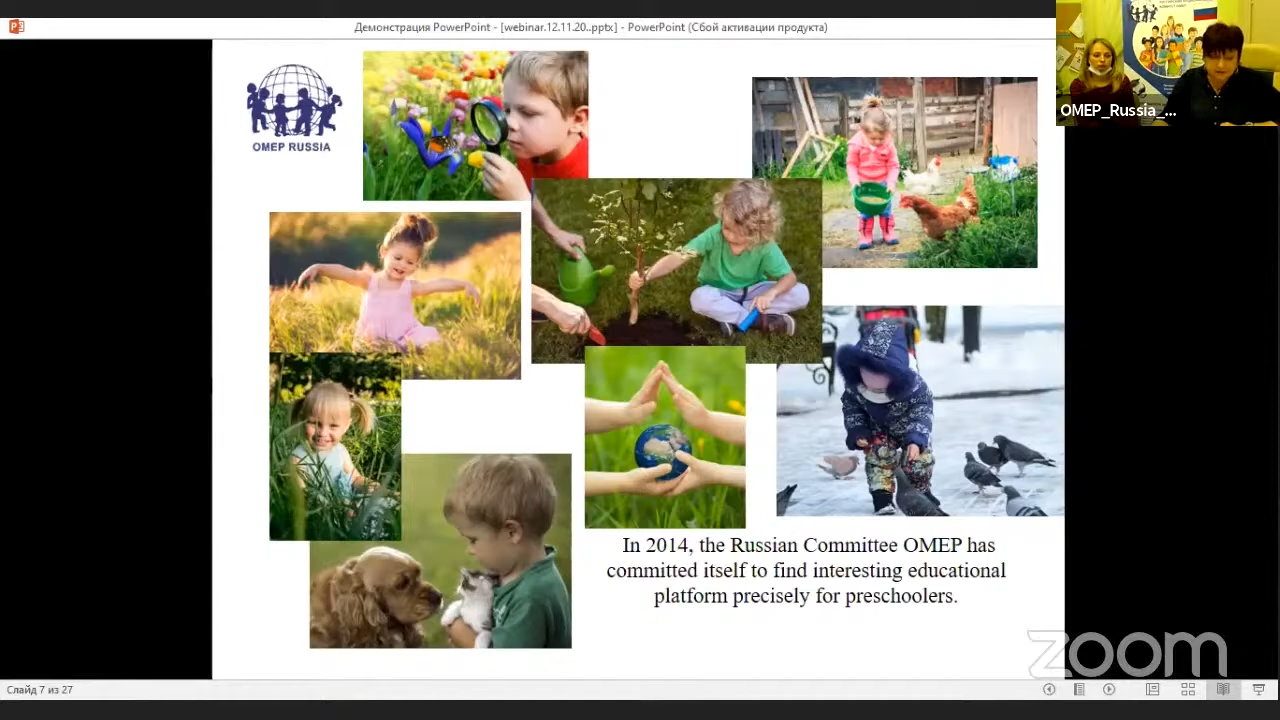 Демонстрация PowerPoint - [webinar.12.11.20..pptx] - PowerPoint (Сбой активации продукта)
OMEP_Russia_...
OMEP RUSSIA
In 2014, the Russian Committee OMEP has
committed itself to find interesting educational
platform precisely for preschoolers.
zoom
Слайд 7 из 27